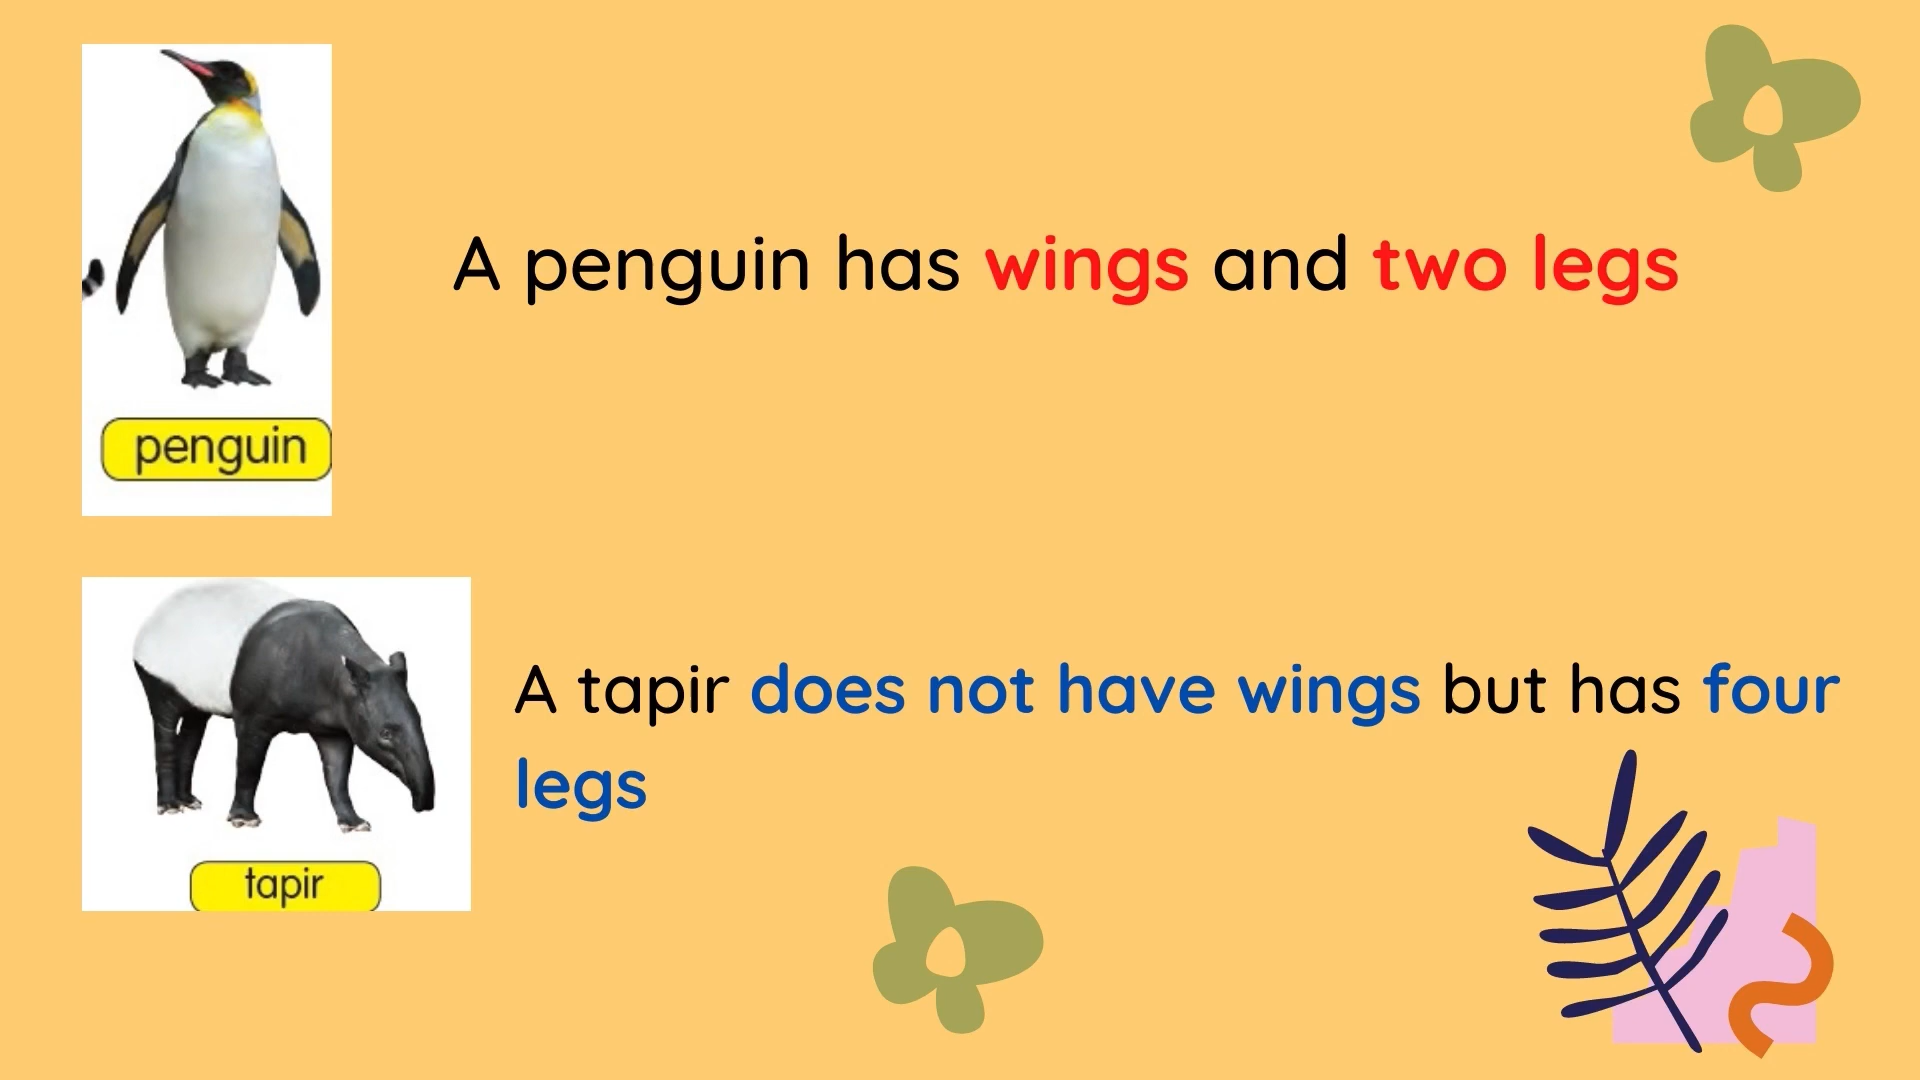 A penguin has wings and two legs
penguin
A tapir does not have wings but has four
legs
tapir